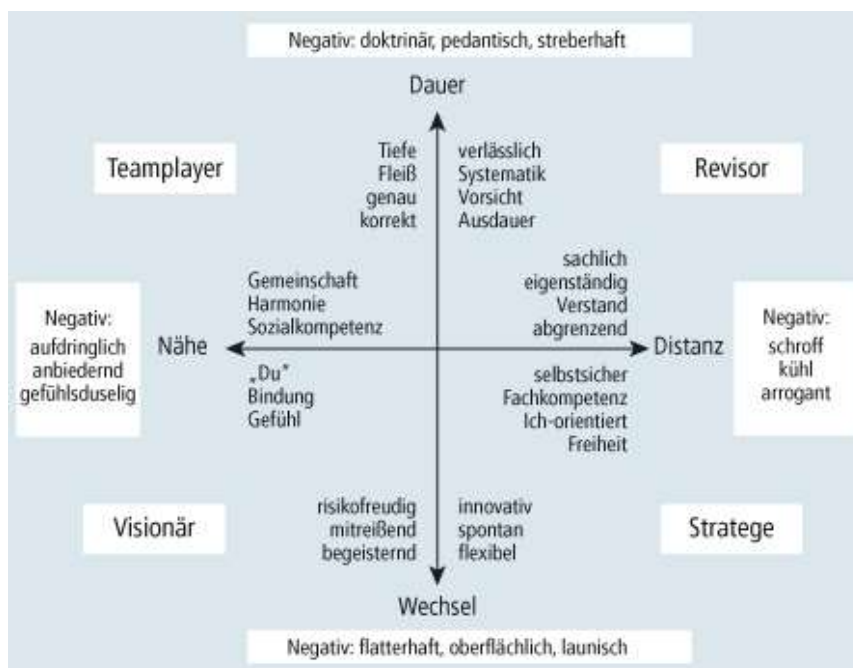 Negativ: doktrinär, pedantisch, streberhaft
Dauer
Teamplayer
Tiefe
Fleiß
genau
korrekt
verlässlich
Systematik
Vorsicht
Ausdauer
Revisor
Gemeinschaft
Harmonie
Sozialkompetenz
sachlich
eigenständig
Verstand
abgrenzend
Negativ:
aufdringlich
anbiedernd
gefühlsduselig
Nähe
Distanz
Negativ:
schroff
kühl
arrogant
„Du"
Bindung
Gefühl
selbstsicher
Fachkompetenz
Ich-orientiert
Freiheit
Visionär
risikofreudig
mitreißend
begeisternd
innovativ
spontan
flexibel
Stratege
Wechsel
Negativ: flatterhaft, oberflächlich, launisch